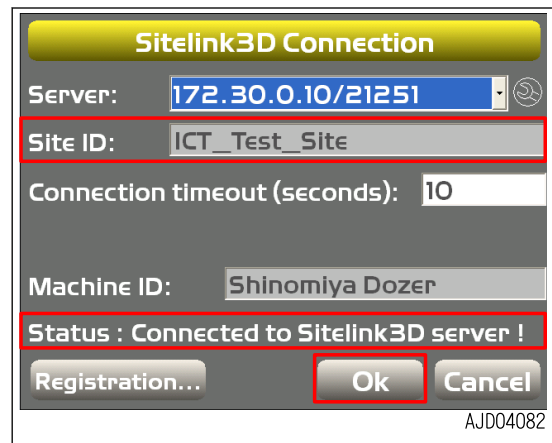 Sitelink3D Connection
Server: 172.30.0.10/21251
Site ID: ICT_Test_Site
Connection timeout (seconds): 10
Machine ID: Shinomiya Dozer
Status : Connected to Sitelink3D server !
Registration... Ok Cancel
AJD04082